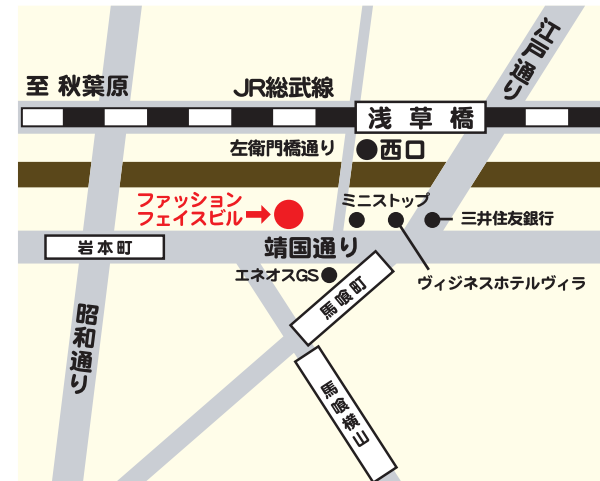 江戸通り
至 秋葉原
JR総武線
浅草橋
左衛門橋通り
西口
ファッション
フェイスビル
ミニストップ
三井住友銀行
岩本町
靖国通り
エネオスGS
ヴィジネスホテルヴィラ
馬喰町
昭和通り
馬喰横山